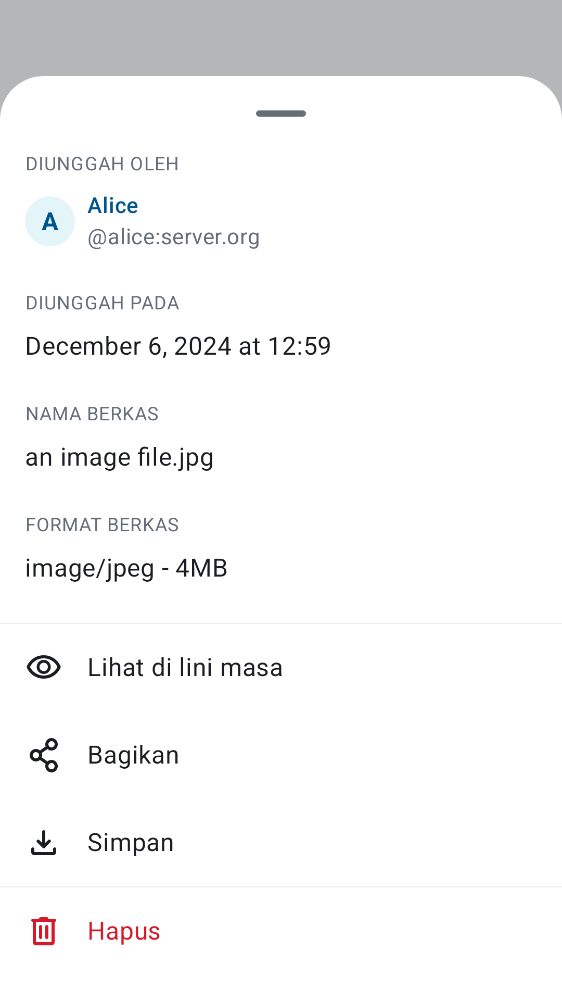 DIUNGGAH OLEH
A
Alice
@alice:server.org
DIUNGGAH PADA
December 6, 2024 at 12:59
NAMA BERKAS
an image file.jpg
FORMAT BERKAS
image/jpeg - 4MB
Lihat di lini masa
Bagikan
Simpan
Hapus